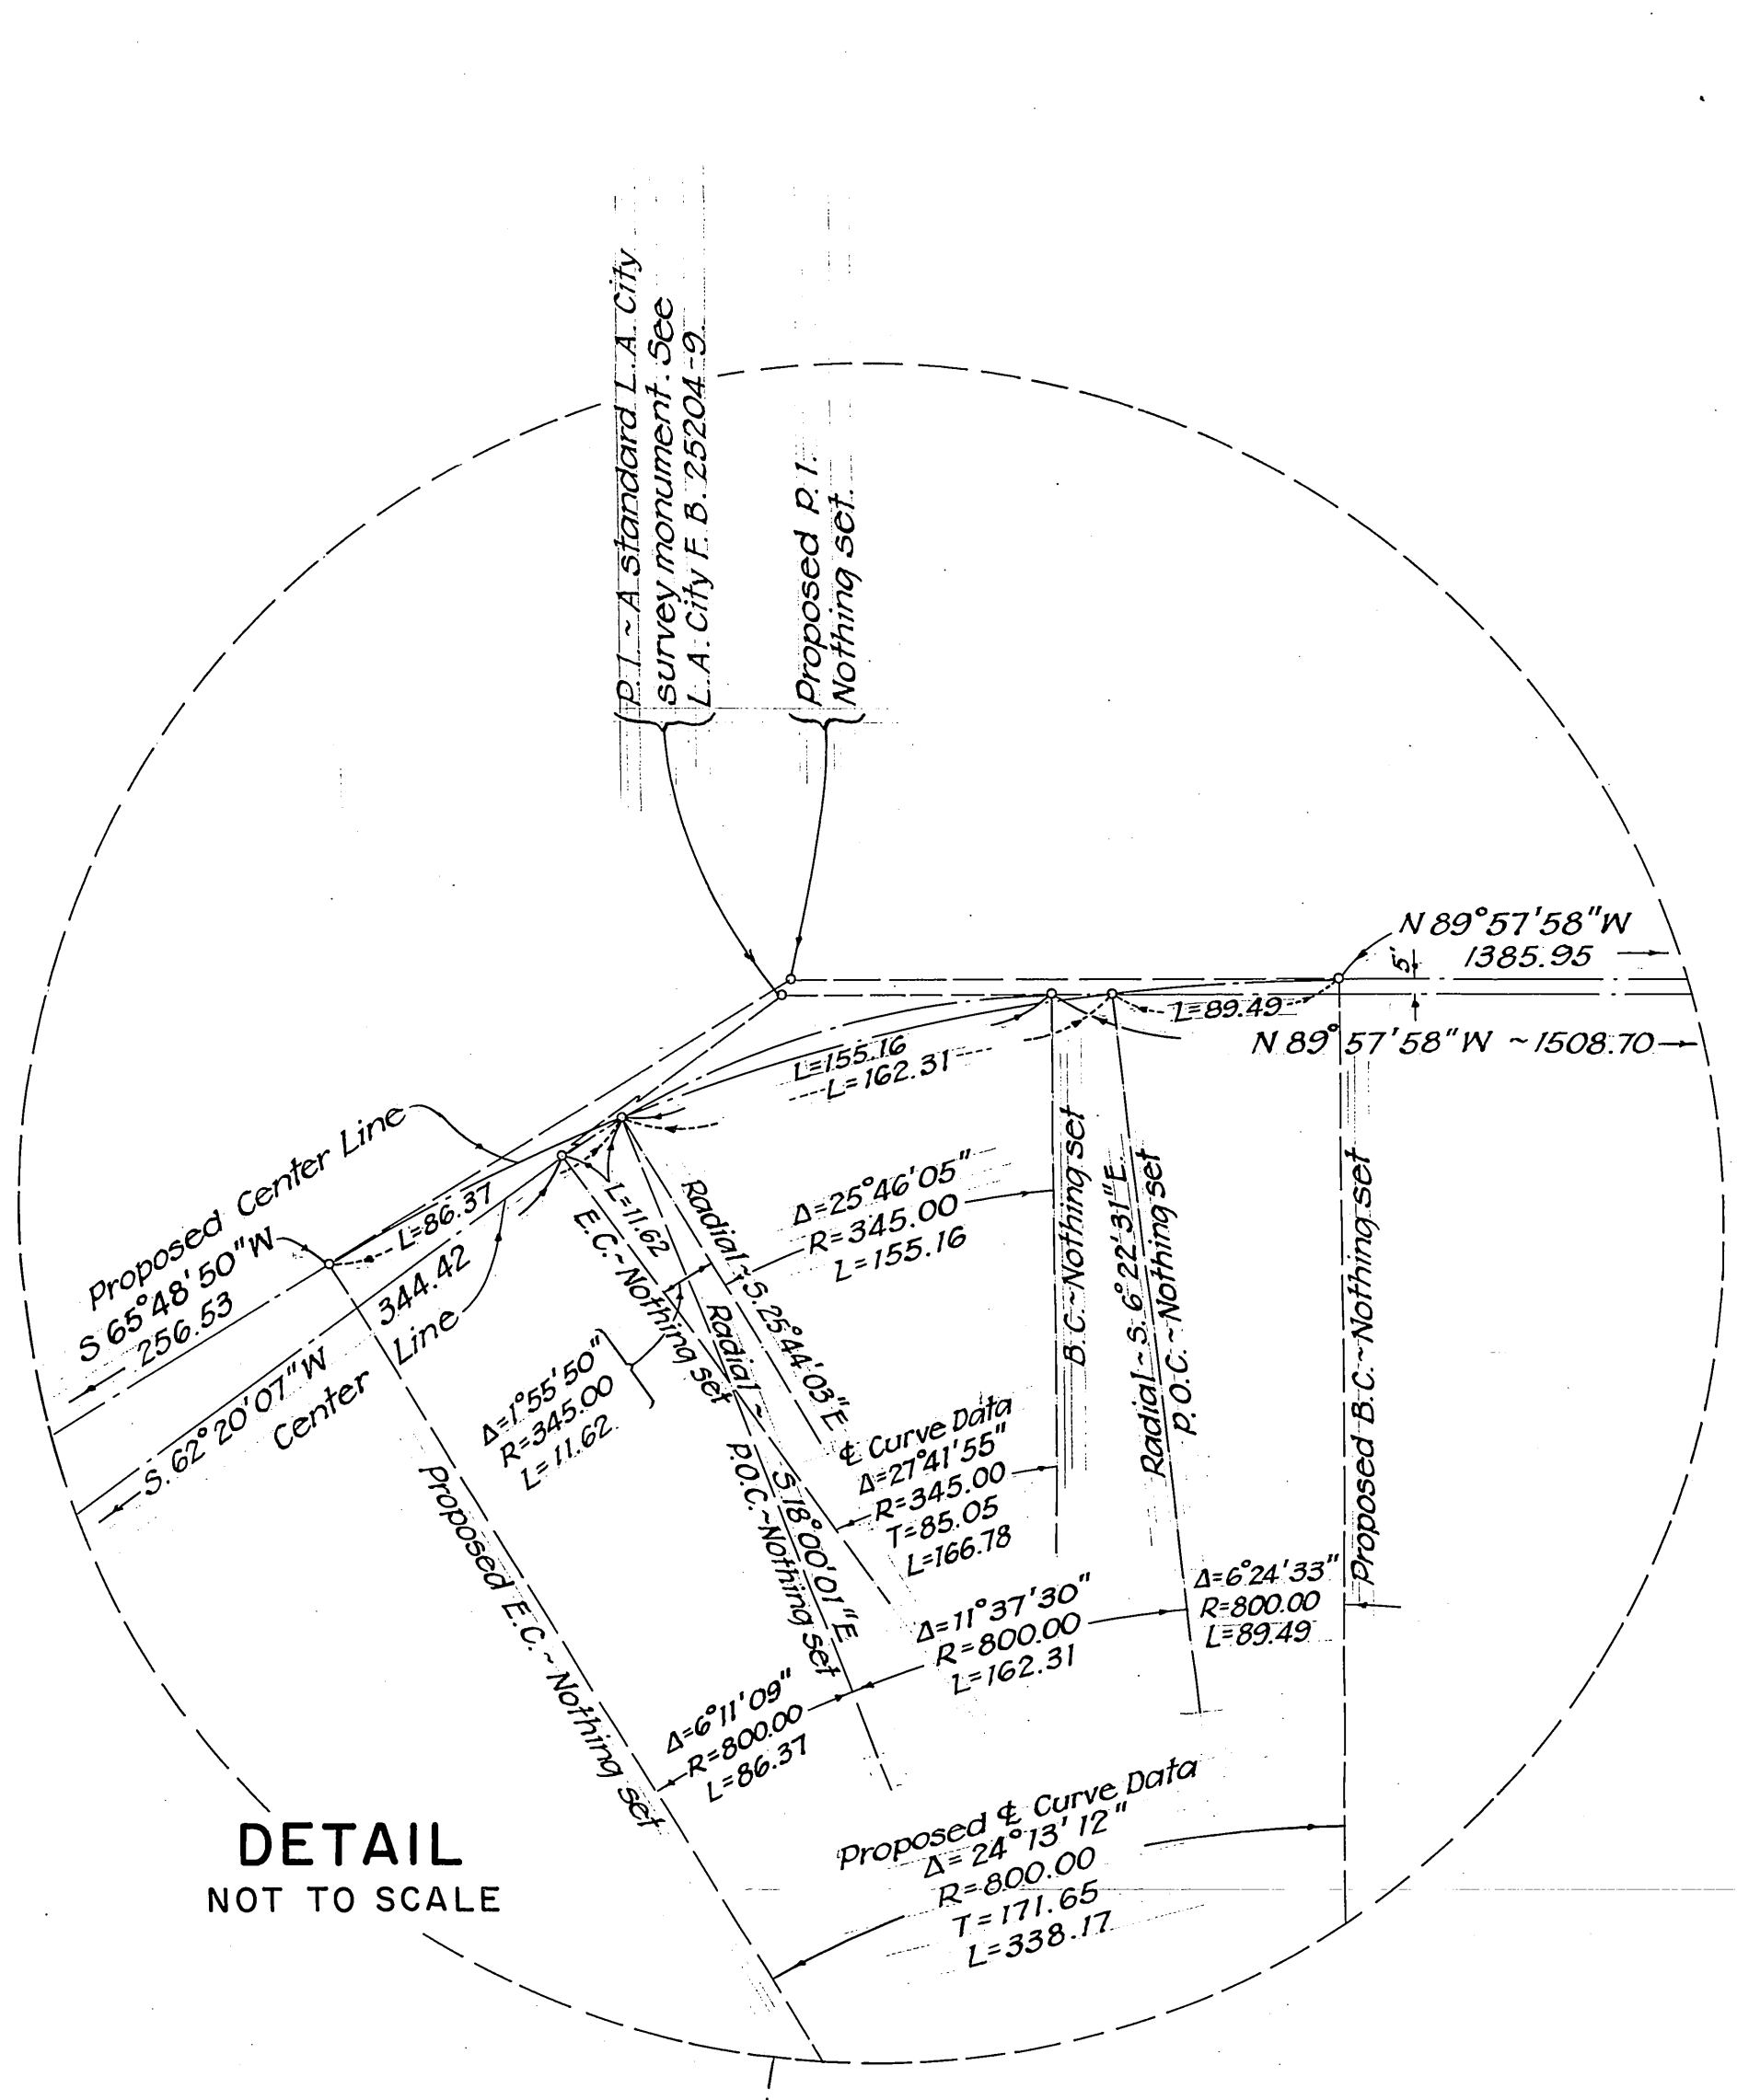 P.I. ~ A standard L.A. City
survey monument. See
L.A. City F.B. 25204-9.
Proposed P.I.
Nothing set.
N 89°57'58"W
1385.95
5'
L=89.49
N 89°57'58"W ~ 1508.70
L=155.16
L=162.31
Proposed Center Line
S 65°48'50"W
256.53
L=86.37
344.42
S. 62°20'07"W
Center Line
L=11.62
E.C. ~ Nothing set
Radial ~ S. 25°44'03"E
Δ=25°46'05"
R=345.00
L=155.16
B.C. ~ Nothing set
Radial ~ S. 6°22'31"E.
P.O.C. ~ Nothing set
Proposed B.C. ~ Nothing set
Δ=1°55'50"
R=345.00
L=11.62
Radial ~ S 18°00'01"E
P.O.C. ~ Nothing set
℄ Curve Data
Δ=27°41'55"
R=345.00
T=85.05
L=166.78
Proposed E.C. ~ Nothing set
Δ=6°24'33"
R=800.00
L=89.49
Δ=11°37'30"
R=800.00
L=162.31
Δ=6°11'09"
R=800.00
L=86.37
Proposed ℄ Curve Data
Δ=24°13'12"
R=800.00
T=171.65
L=338.17
DETAIL
NOT TO SCALE